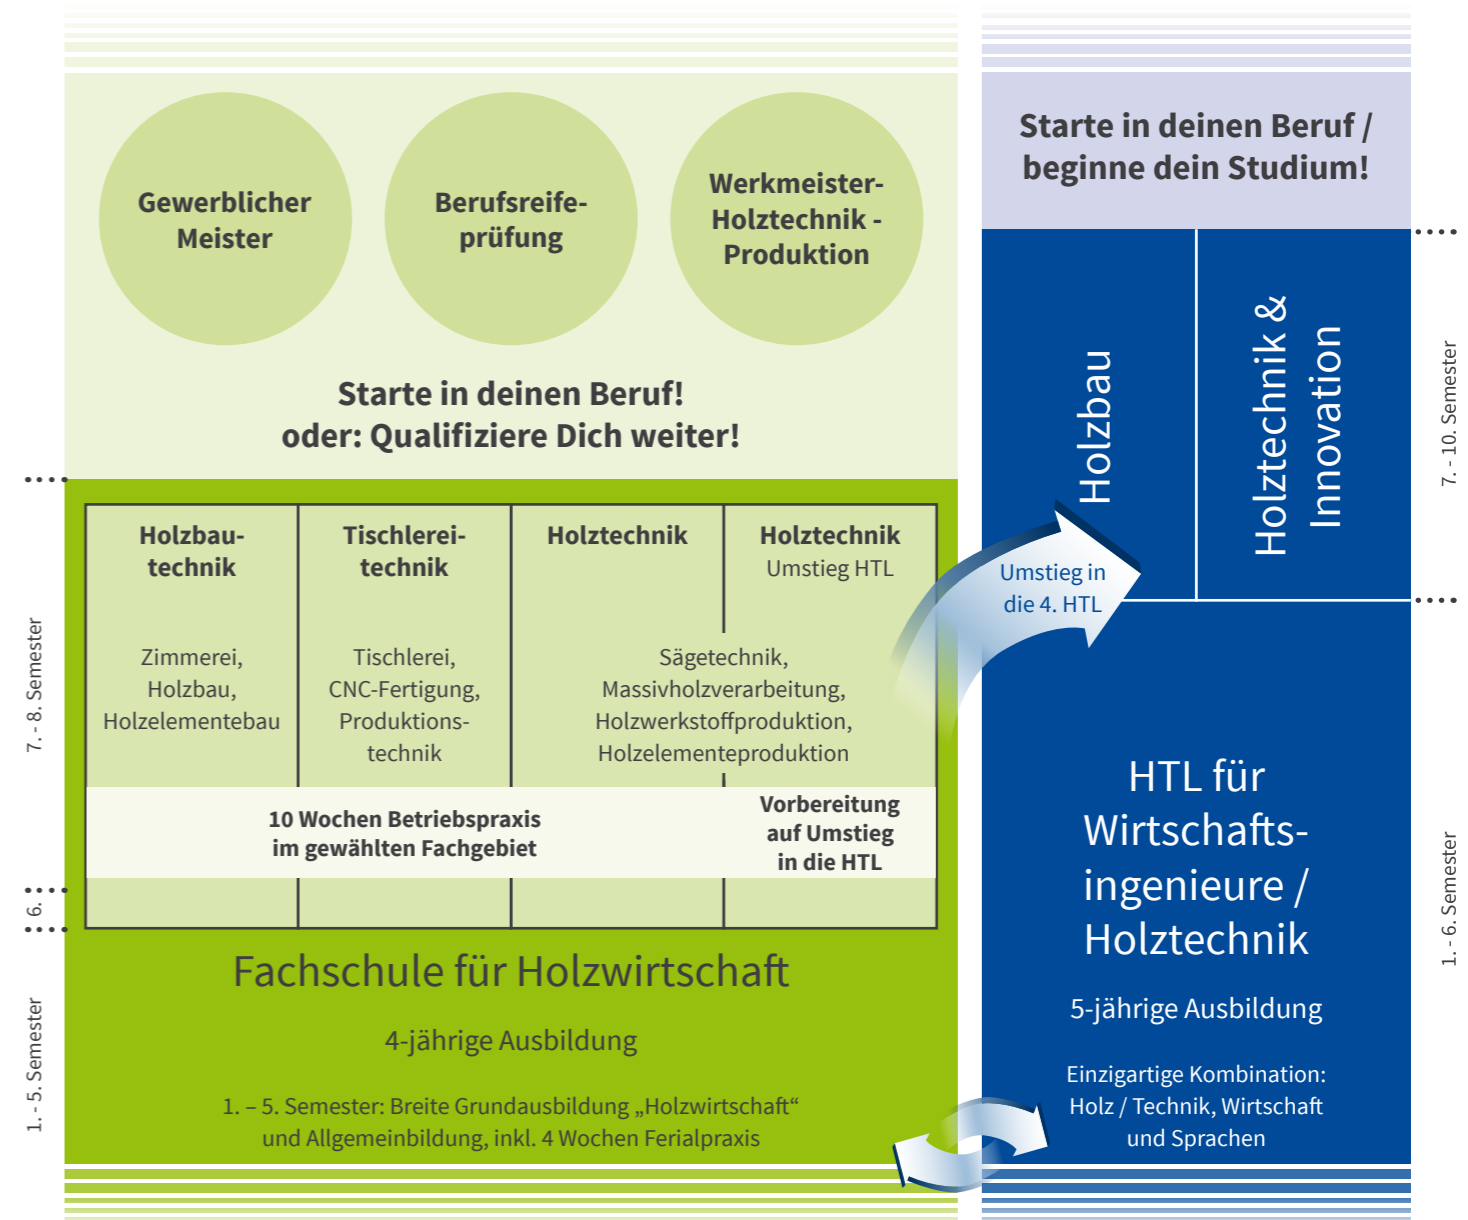 Gewerblicher
Meister
Berufsreife-
prüfung
Werkmeister-
Holztechnik -
Produktion
Starte in deinen Beruf!
oder: Qualifiziere Dich weiter!
Holzbau-
technik
Tischlerei-
technik
Holztechnik
Holztechnik
Umstieg HTL
Zimmerei,
Holzbau,
Holzelementebau
Tischlerei,
CNC-Fertigung,
Produktions-
technik
Sägetechnik,
Massivholzverarbeitung,
Holzwerkstoffproduktion,
Holzelementeproduktion
10 Wochen Betriebspraxis
im gewählten Fachgebiet
Vorbereitung
auf Umstieg
in die HTL
7. - 8. Semester
6.
1. - 5. Semester
Fachschule für Holzwirtschaft
4-jährige Ausbildung
1. – 5. Semester: Breite Grundausbildung „Holzwirtschaft“
und Allgemeinbildung, inkl. 4 Wochen Ferialpraxis
Starte in deinen Beruf /
beginne dein Studium!
Holzbau
Holztechnik &
Innovation
Umstieg in
die 4. HTL
HTL für
Wirtschafts-
ingenieure /
Holztechnik
5-jährige Ausbildung
Einzigartige Kombination:
Holz / Technik, Wirtschaft
und Sprachen
7. - 10. Semester
1. - 6. Semester